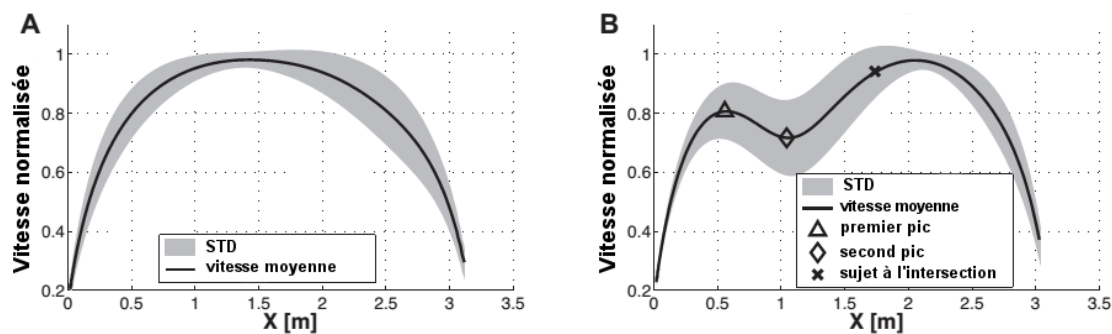 A
Vitesse normalisée
1
0.8
0.6
0.4
0.2
STD
vitesse moyenne
0 0.5 1 1.5 2 2.5 3 3.5
X [m]
B
Vitesse normalisée
1
0.8
0.6
0.4
0.2
STD
vitesse moyenne
premier pic
second pic
sujet à l'intersection
0 0.5 1 1.5 2 2.5 3 3.5
X [m]